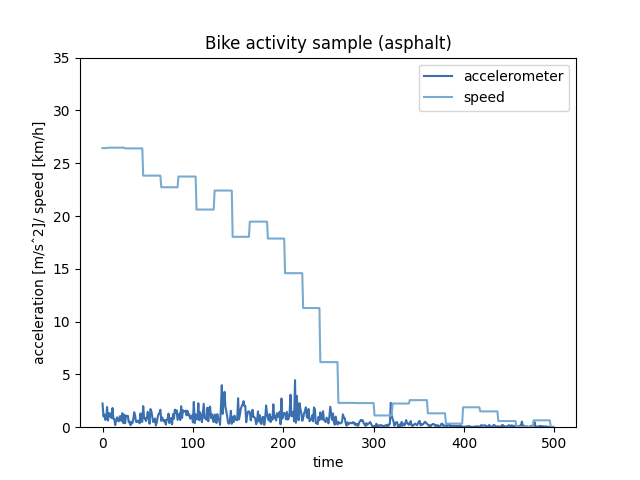 Bike activity sample (asphalt)
accelerometer
speed
acceleration [m/sˆ2]/ speed [km/h]
35
30
25
20
15
10
5
0
0 100 200 300 400 500
time